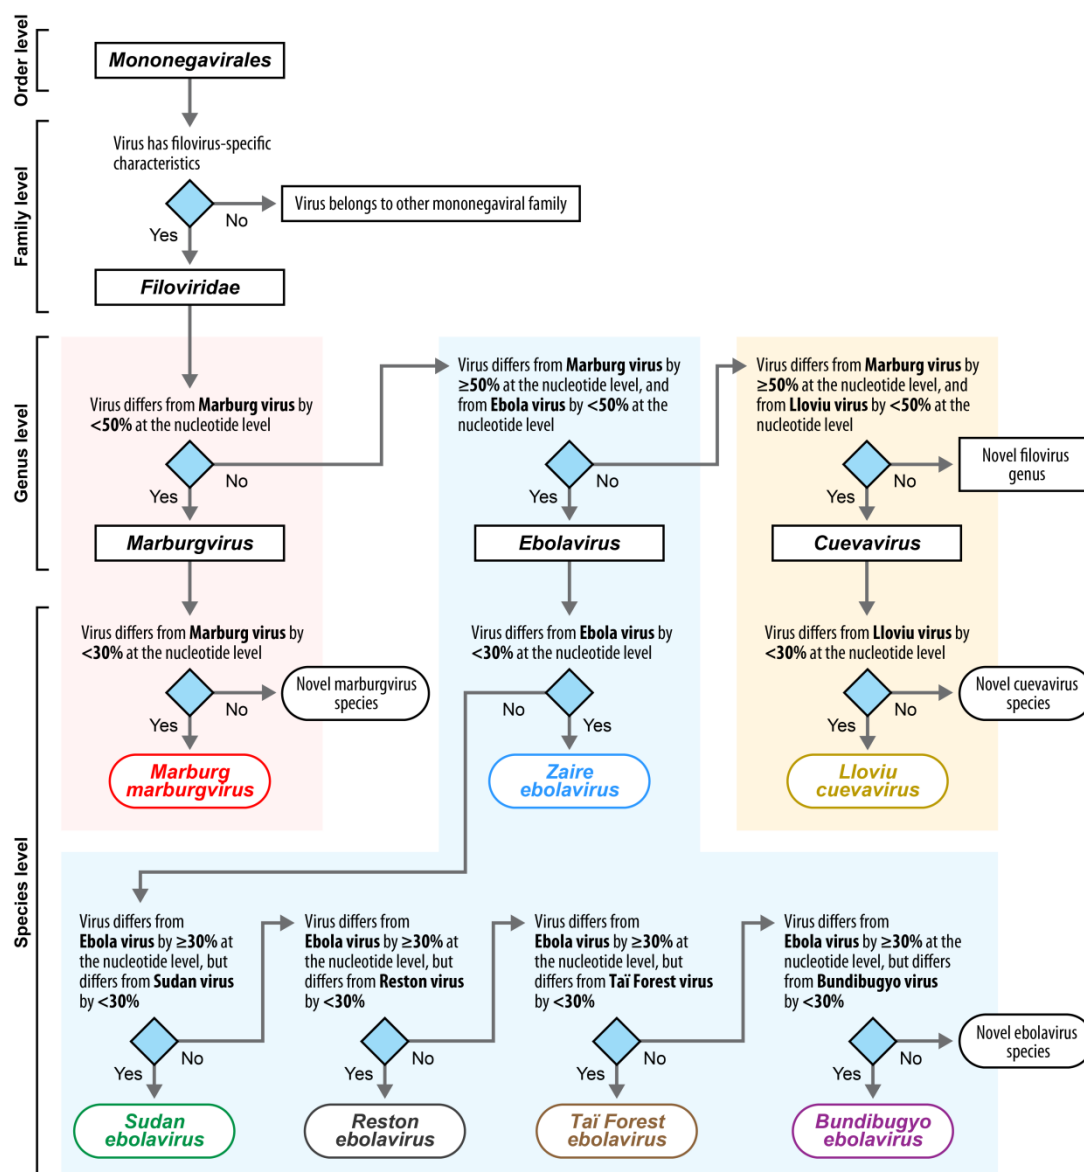 Order level
Mononegavirales
Family level
Virus has filovirus-specific
characteristics
No
Virus belongs to other mononegaviral family
Yes
Filoviridae
Genus level
Virus differs from Marburg virus by
<50% at the nucleotide level
No
Yes
Marburgvirus
Virus differs from Marburg virus by
≥50% at the nucleotide level, and
from Ebola virus by <50% at the
nucleotide level
No
Yes
Ebolavirus
Virus differs from Marburg virus by
≥50% at the nucleotide level, and
from Lloviu virus by <50% at the
nucleotide level
No
Novel filovirus
genus
Yes
Cuevavirus
Species level
Virus differs from Marburg virus by
<30% at the nucleotide level
No
Novel marburgvirus
species
Yes
Marburg
marburgvirus
Virus differs from Ebola virus by
<30% at the nucleotide level
No
Yes
Zaire
ebolavirus
Virus differs from Lloviu virus by
<30% at the nucleotide level
No
Novel cuevavirus
species
Yes
Lloviu
cuevavirus
Virus differs from
Ebola virus by ≥30% at
the nucleotide level, but
differs from Sudan virus
by <30%
No
Yes
Sudan
ebolavirus
Virus differs from
Ebola virus by ≥30% at
the nucleotide level, but
differs from Reston virus
by <30%
No
Yes
Reston
ebolavirus
Virus differs from
Ebola virus by ≥30% at
the nucleotide level, but
differs from Taï Forest virus
by <30%
No
Yes
Taï Forest
ebolavirus
Virus differs from
Ebola virus by ≥30% at the
nucleotide level, but differs
from Bundibugyo virus
by <30%
No
Novel ebolavirus
species
Yes
Bundibugyo
ebolavirus